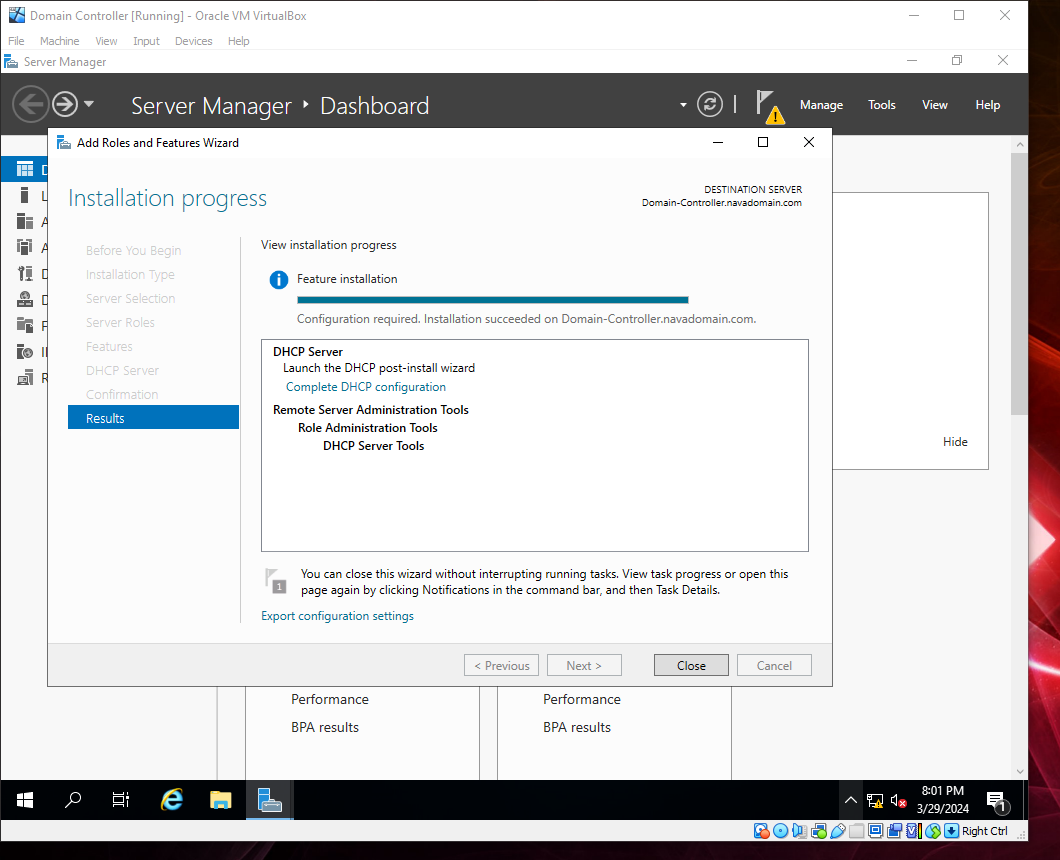 Domain Controller [Running] - Oracle VM VirtualBox
File Machine View Input Devices Help
Server Manager
Server Manager Dashboard
Manage Tools View Help
Add Roles and Features Wizard
Installation progress
DESTINATION SERVER
Domain-Controller.navadomain.com
D
L
A
A
D
D
F
II
R
Before You Begin
Installation Type
Server Selection
Server Roles
Features
DHCP Server
Confirmation
Results
View installation progress
Feature installation
Configuration required. Installation succeeded on Domain-Controller.navadomain.com.
DHCP Server
Launch the DHCP post-install wizard
Complete DHCP configuration
Remote Server Administration Tools
Role Administration Tools
DHCP Server Tools
1
You can close this wizard without interrupting running tasks. View task progress or open this
page again by clicking Notifications in the command bar, and then Task Details.
Export configuration settings
< Previous Next > Close Cancel
Hide
Performance Performance
BPA results BPA results
8:01 PM
3/29/2024
1
Right Ctrl